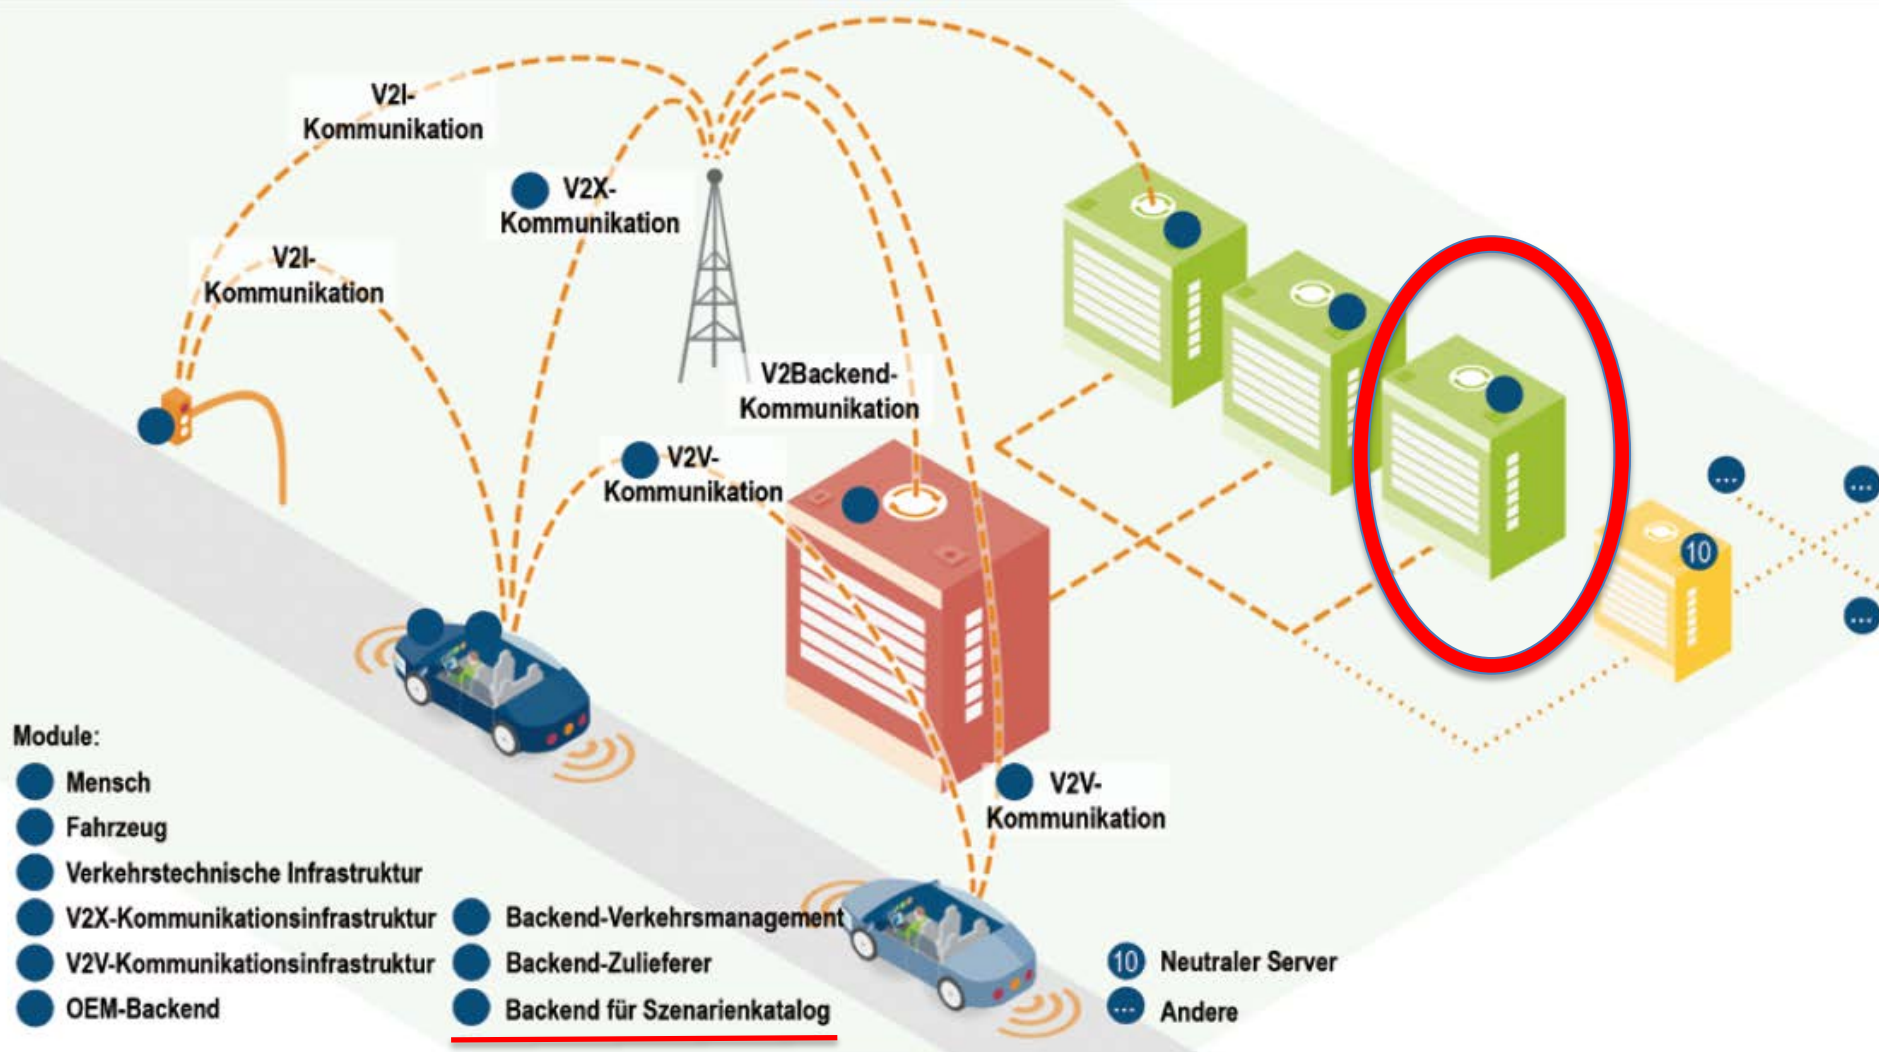 V2I-
Kommunikation
V2X-
Kommunikation
V2I-
Kommunikation
V2Backend-
Kommunikation
V2V-
Kommunikation
...
...
10
...
V2V-
Kommunikation
Module:
Mensch
Fahrzeug
Verkehrstechnische Infrastruktur
V2X-Kommunikationsinfrastruktur
V2V-Kommunikationsinfrastruktur
OEM-Backend
Backend-Verkehrsmanagement
Backend-Zulieferer
Backend für Szenarienkatalog
10 Neutraler Server
... Andere